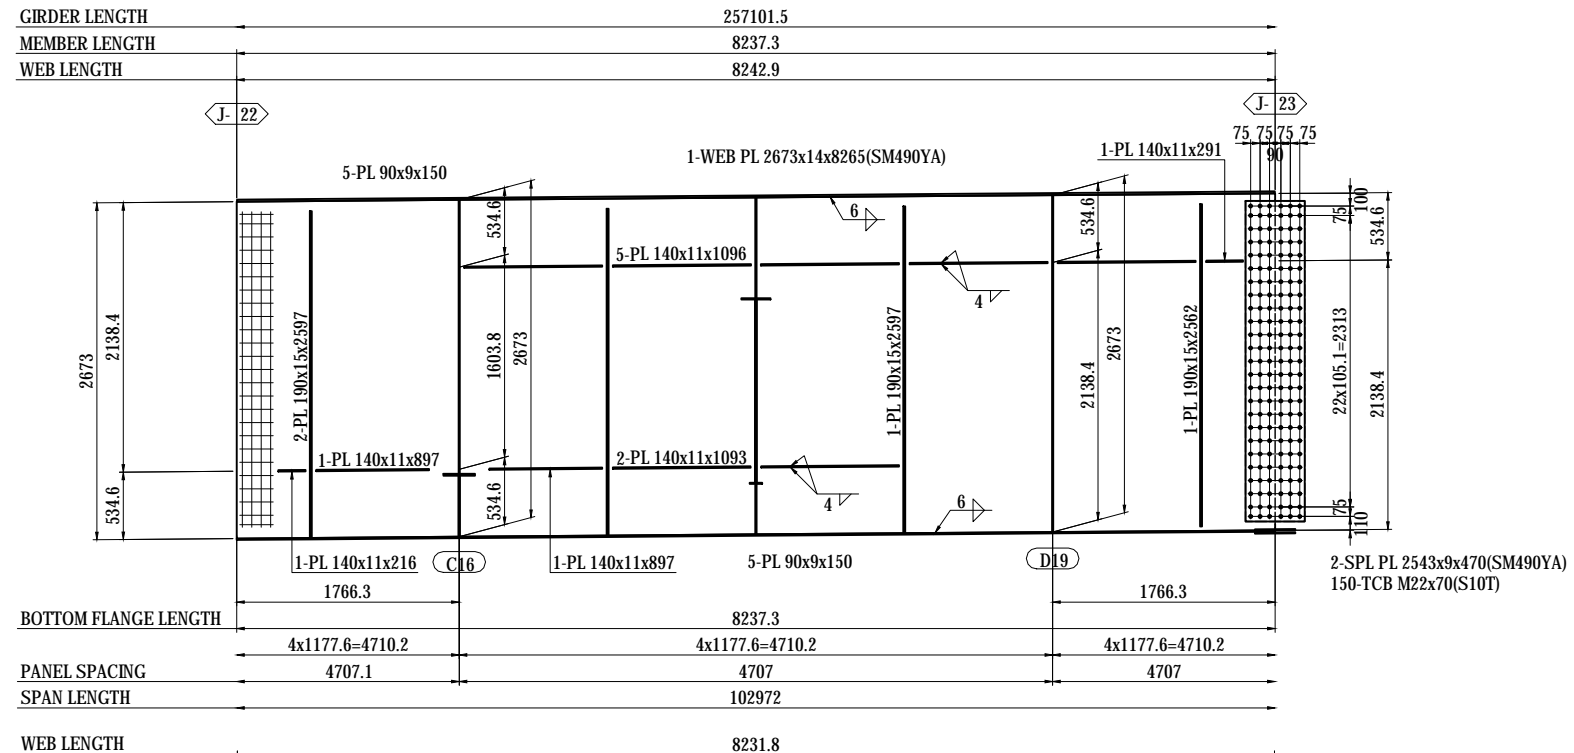 GIRDER LENGTH 257101.5
MEMBER LENGTH 8237.3
WEB LENGTH 8242.9
J- 22
J- 23
75 75 75 75
90
1-PL 140x11x291
1-WEB PL 2673x14x8265(SM490YA)
5-PL 90x9x150
100
75
534.6
534.6
534.6
6
5-PL 140x11x1096
4
2673
2138.4
2-PL 190x15x2597
1603.8
2673
1-PL 190x15x2597
2138.4
2673
1-PL 190x15x2562
22x105.1=2313
2138.4
1-PL 140x11x897
2-PL 140x11x1093
4
534.6
534.6
6
75
110
1-PL 140x11x216
C16
1-PL 140x11x897
5-PL 90x9x150
D19
2-SPL PL 2543x9x470(SM490YA)
150-TCB M22x70(S10T)
1766.3
1766.3
BOTTOM FLANGE LENGTH 8237.3
4x1177.6=4710.2 4x1177.6=4710.2 4x1177.6=4710.2
PANEL SPACING 4707.1 4707 4707
SPAN LENGTH 102972
WEB LENGTH 8231.8